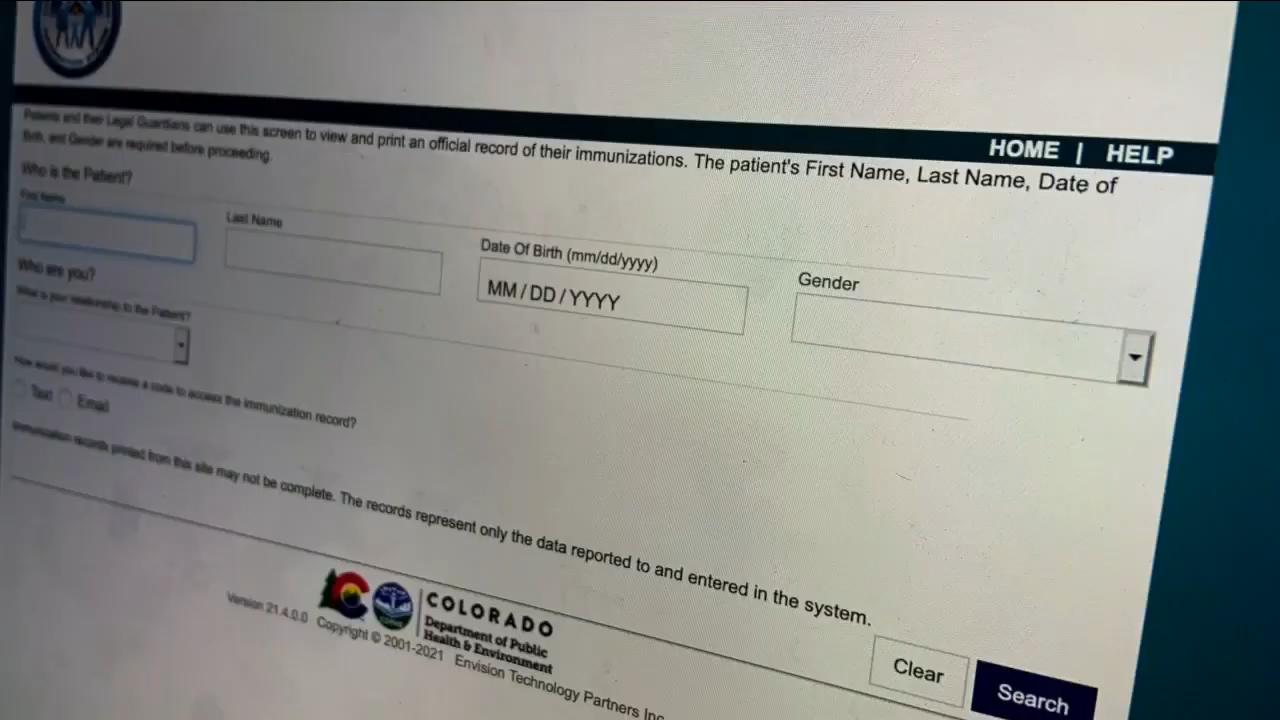 HOME | HELP
Patients and their Legal Guardians can use this screen to view and print an official record of their immunizations. The patient's First Name, Last Name, Date of
Birth, and Gender are required before proceeding.
Who is the Patient?
First Name
Last Name
Date Of Birth (mm/dd/yyyy)
Gender
MM / DD / YYYY
Who are you?
What is your relationship to the Patient?
How would you like to receive a code to access the immunization record?
Text Email
Immunization records printed from this site may not be complete. The records represent only the data reported to and entered in the system.
Clear Search
COLORADO
Department of Public
Health & Environment
Version 21.4.0.0 Copyright © 2001-2021 Envision Technology Partners Inc